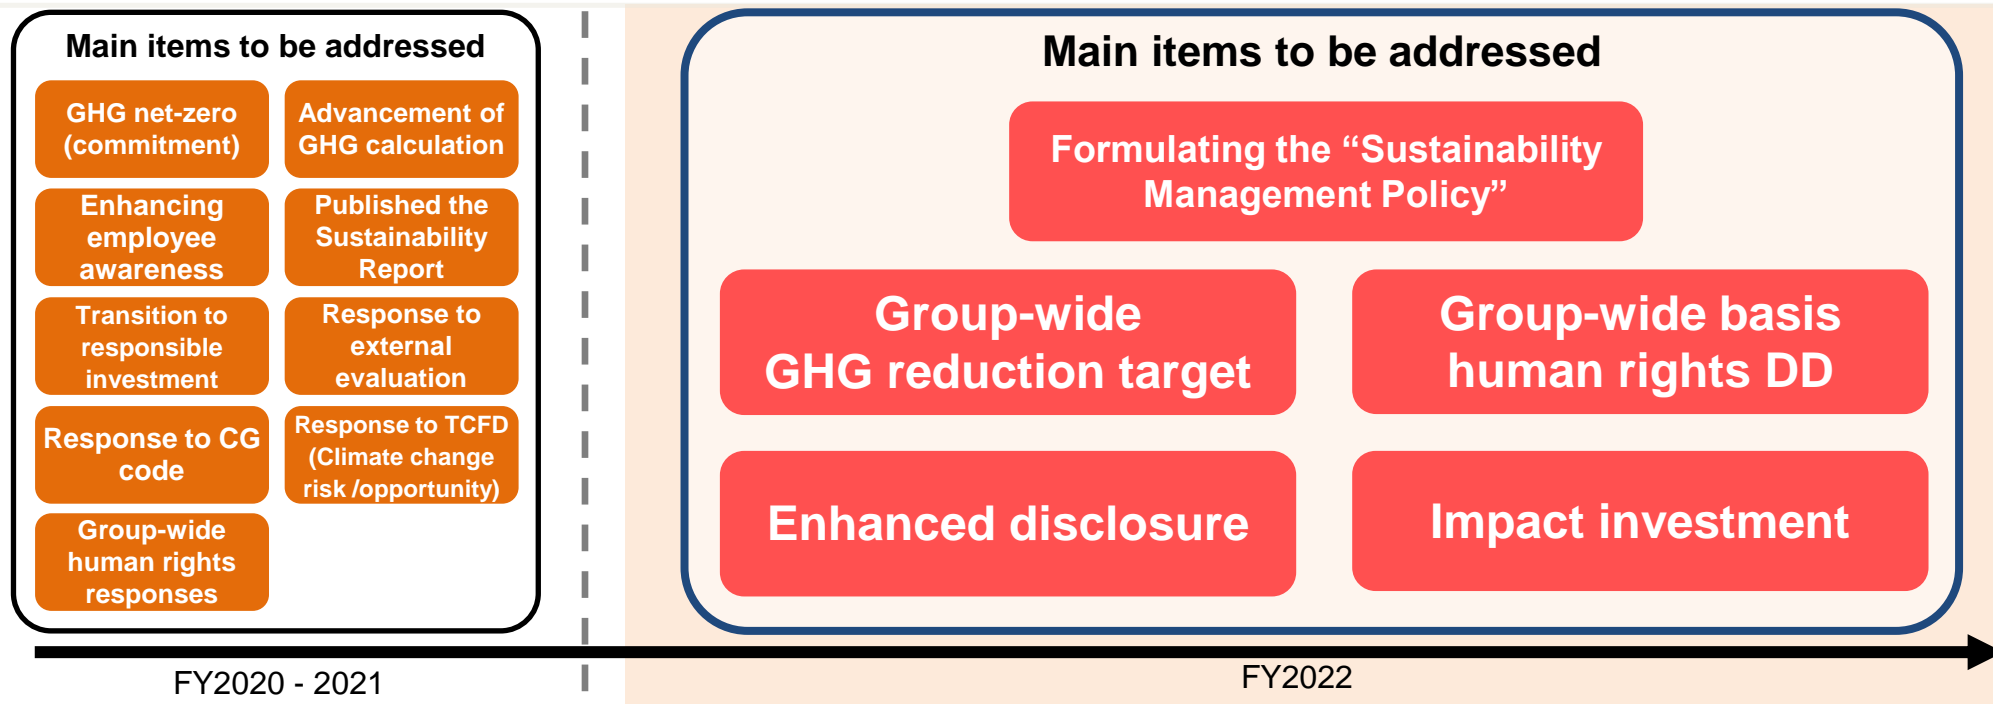 Main items to be addressed
GHG net-zero
(commitment)
Advancement of
GHG calculation
Enhancing
employee
awareness
Published the
Sustainability
Report
Transition to
responsible
investment
Response to
external
evaluation
Response to CG
code
Response to TCFD
(Climate change
risk /opportunity)
Group-wide
human rights
responses
FY2020 - 2021
Main items to be addressed
Formulating the “Sustainability
Management Policy”
Group-wide
GHG reduction target
Group-wide basis
human rights DD
Enhanced disclosure
Impact investment
FY2022